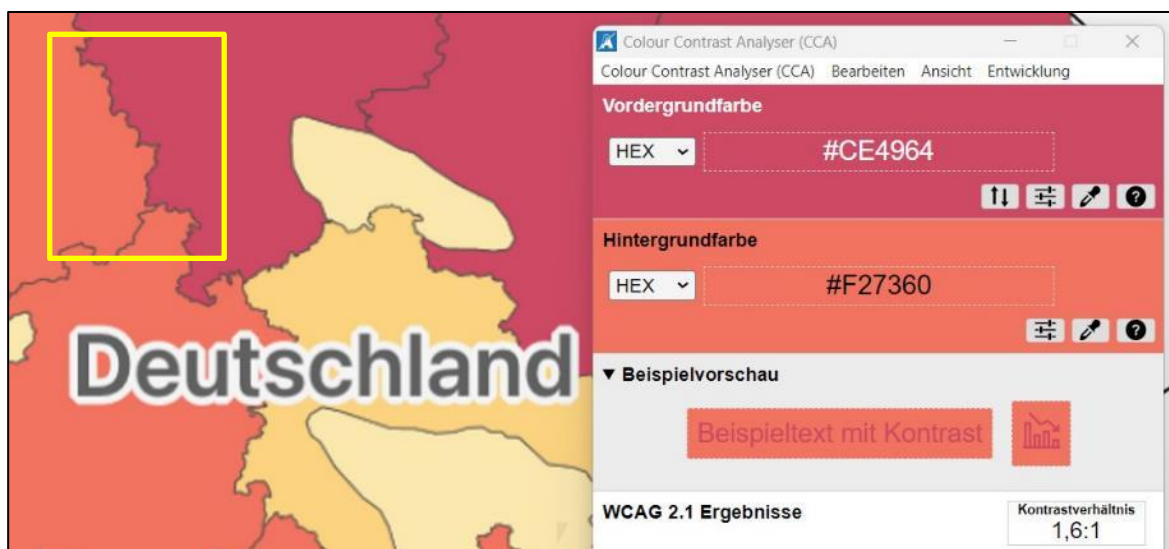 Deutschland
Colour Contrast Analyser (CCA)
Colour Contrast Analyser (CCA) Bearbeiten Ansicht Entwicklung
Vordergrundfarbe
HEX #CE4964
Hintergrundfarbe
HEX #F27360
▼ Beispielvorschau
Beispieltext mit Kontrast
WCAG 2.1 Ergebnisse
Kontrastverhältnis
1,6:1